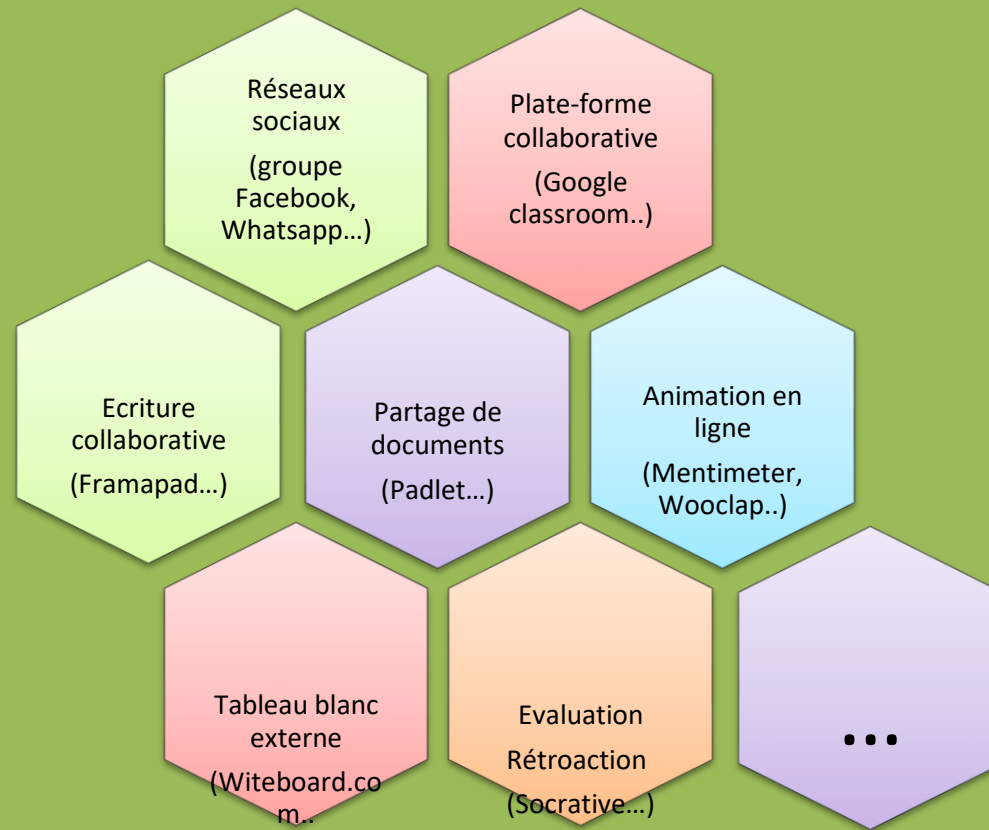 Réseaux
sociaux
(groupe
Facebook,
Whatsapp…)
Plate-forme
collaborative
(Google
classroom..)
Ecriture
collaborative
(Framapad…)
Partage de
documents
(Padlet…)
Animation en
ligne
(Mentimeter,
Wooclap..)
Tableau blanc
externe
(Witeboard.co
m..
Evaluation
Rétroaction
(Socrative…)
…